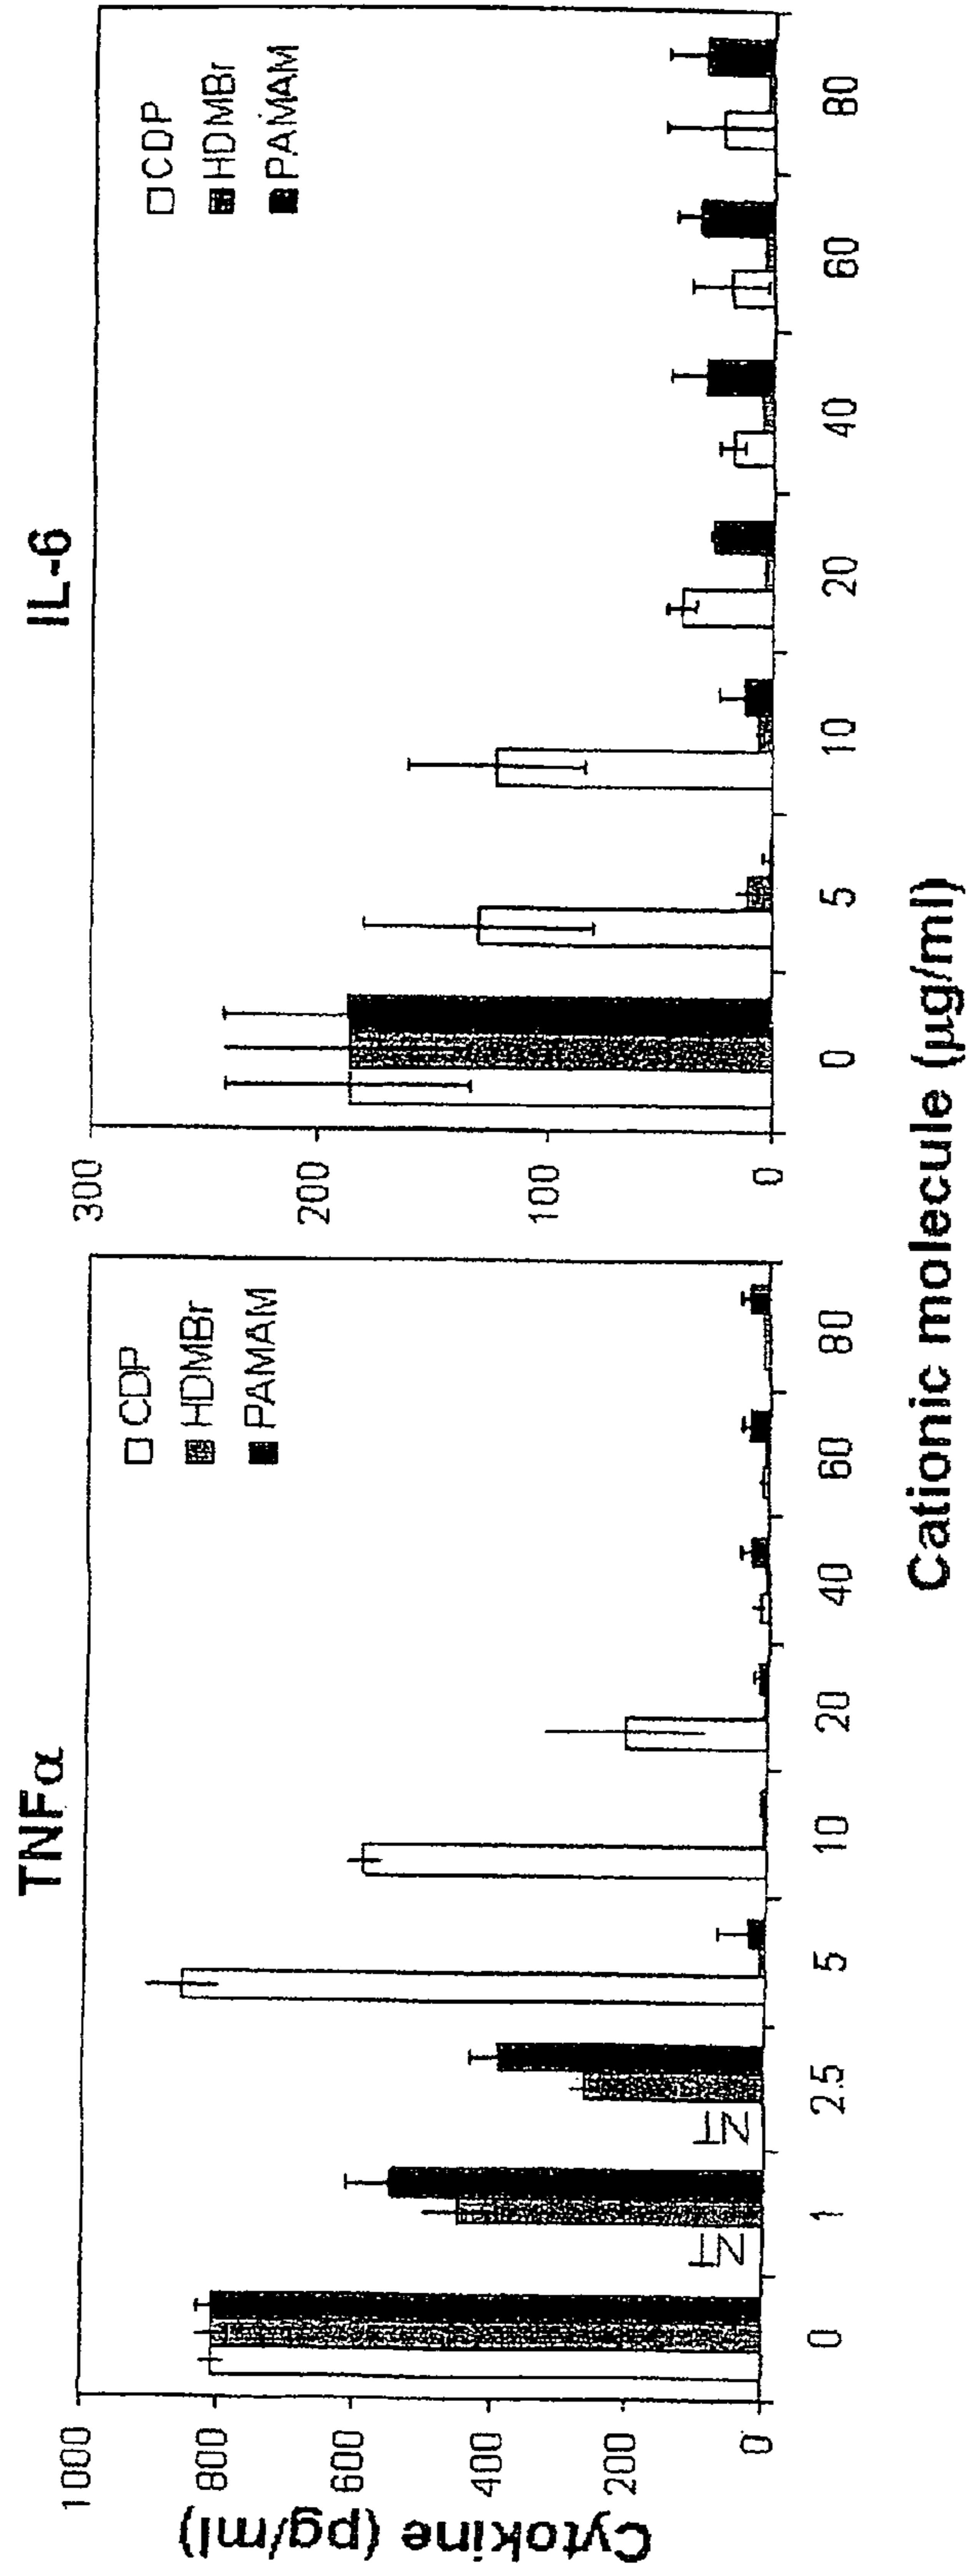 TNFα
IL-6
Cytokine (pg/ml)
1000
800
600
400
200
0
CDP
HDMBr
PAMAM
NT
NT
0 1 2.5 5 10 20 40 60 80
300
200
100
0
CDP
HDMBr
PAMAM
0 5 10 20 40 60 80
Cationic molecule (µg/ml)